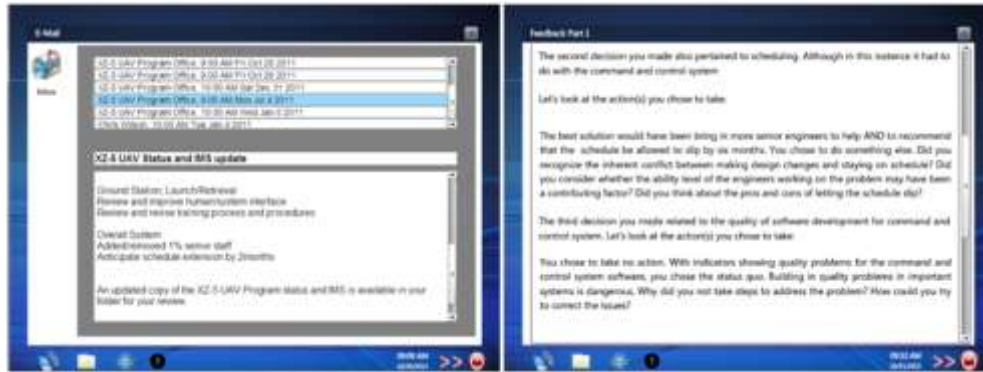 E-Mail
Inbox
XZ-5 UAV Program Office, 9:00 AM Fri Oct 28 2011
XZ-5 UAV Program Office, 9:00 AM Fri Oct 28 2011
XZ-5 UAV Program Office, 10:00 AM Sat Dec 31 2011
XZ-5 UAV Program Office, 9:00 AM Mon Jul 4 2011
XZ-5 UAV Program Office, 10:00 AM Wed Jan 2011
Chris Wilson, 10:00 AM Tue Jan 4 2011
XZ-5 UAV Status and IMS update
Ground Station; Launch/Retrieval
Review and improve human/system interface
Review and revise training process and procedures
Overall System
Added/removed 1% senior staff
Anticipate schedule extension by 2months
An updated copy of the XZ-5 UAV Program status and IMS is available in your
folder for your review.
Feedback Part 1
The second decision you made also pertained to scheduling. Although in this instance it had to
do with the command and control system
Let's look at the action(s) you chose to take:
The best solution would have been bring in more senior engineers to help AND to recommend
that the schedule be allowed to slip by six months. You chose to do something else. Did you
recognize the inherent conflict between making design changes and staying on schedule? Did
you consider whether the ability level of the engineers working on the problem may have been
a contributing factor? Did you think about the pros and cons of letting the schedule slip?
The third decision you made related to the quality of software development for command and
control system. Let's look at the action(s) you chose to take:
You chose to take no action. With indicators showing quality problems for the command and
control system software, you chose the status quo. Building in quality problems in important
systems is dangerous. Why did you not take steps to address the problem? How could you try
to correct the issues?